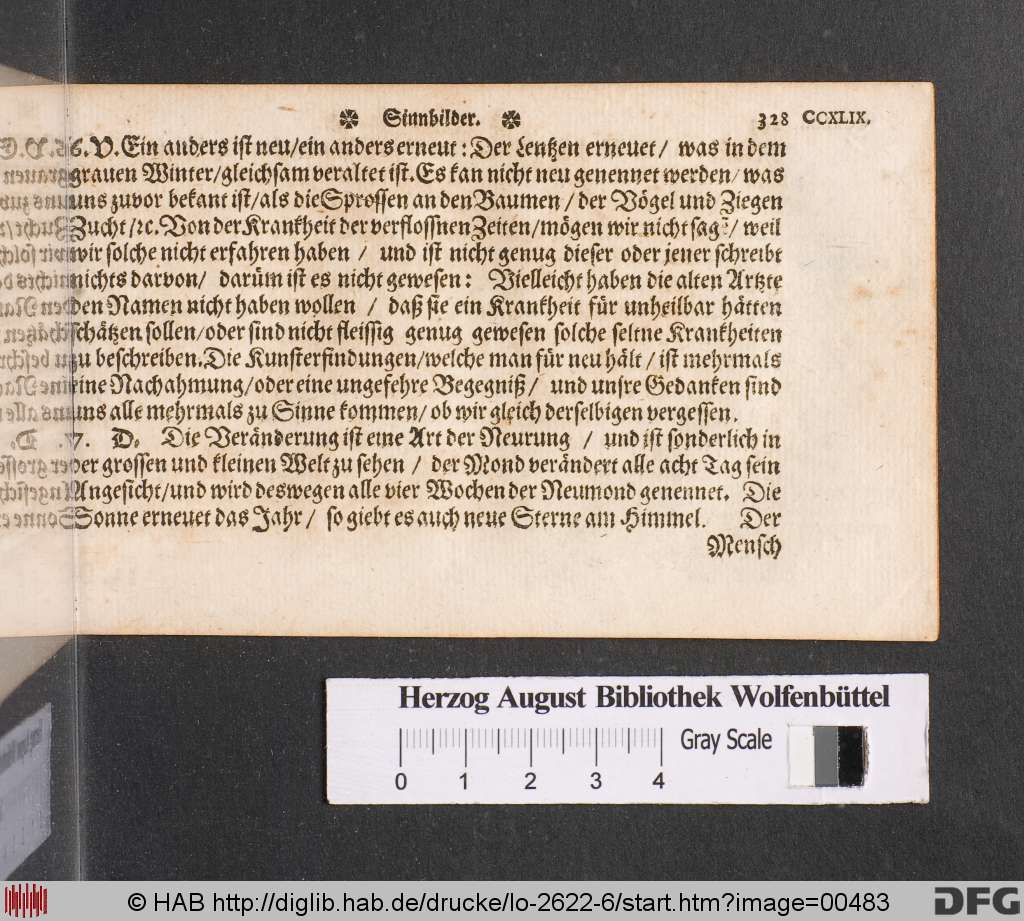 ✼ Sinnbilder. ✼ 328 CCXLIX.
6. V. Ein anders ist neu/ein anders erneut: Der Lentzen erneuet / was in dem
grauen Winter/gleichsam veraltet ist. Es kan nicht neu genennet werden/ was
uns zuvor bekant ist/als die Sprossen an den Baumen / der Vögel und Ziegen
Zucht/ꝛc. Von der Krankheit der verflossnen Zeiten/mögen wir nicht sagẽ/ weil
wir solche nicht erfahren haben / und ist nicht genug dieser oder jener schreibt
nichts darvon/ darüm ist es nicht gewesen: Vielleicht haben die alten Artzte
den Namen nicht haben wollen / daß sie ein Krankheit für unheilbar hätten
schätzen sollen/oder sind nicht fleissig genug gewesen solche seltne Krankheiten
zu beschreiben. Die Kunsterfindungen/welche man für neu hält / ist mehrmals
eine Nachahmung/oder eine ungefehre Begegniß/ und unsre Gedanken sind
uns alle mehrmals zu Sinne kommen/ ob wir gleich derselbigen vergessen.
7. D. Die Veränderung ist eine Art der Neurung / und ist sonderlich in
der grossen und kleinen Welt zu sehen / der Mond verändert alle acht Tag sein
Angesicht/und wird deswegen alle vier Wochen der Neumond genennet. Die
Sonne erneuet das Jahr/ so giebt es auch neue Sterne am Himmel. Der
Mensch
Herzog August Bibliothek Wolfenbüttel
Gray Scale
0 1 2 3 4
© HAB http://diglib.hab.de/drucke/lo-2622-6/start.htm?image=00483
DFG